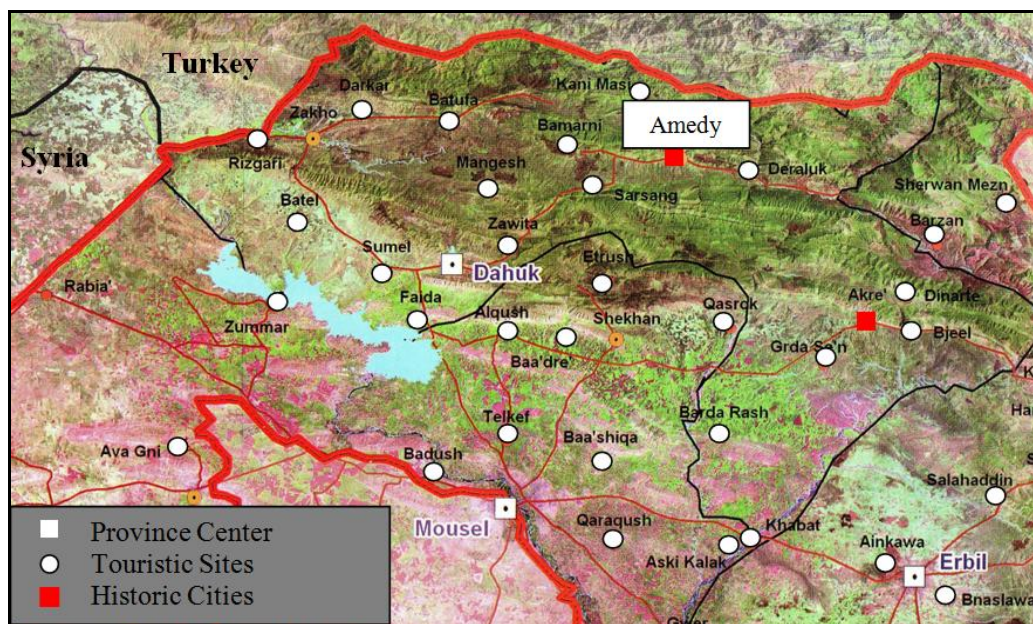 Turkey
Darkar
Kani Masi
Zakho
Batufa
Amedy
Bamarni
Syria
Rizgari
Mangesh
Deraluk
Sherwan Mezn
Sarsang
Batel
Barzan
Zawita
Sumel
Etrush
Dahuk
Rabia'
Akre'
Dinarte
Faida
Qasrok
Alqush
Zummar
Shekhan
Bjeel
Baa'dre'
Grda Sa'n
Telkef
Barda Rash
Ava Gni
Badush
Baa'shiqa
Salahaddin
Mousel
Province Center
Qaraqush
Khabat
Ainkawa
Aski Kalak
Erbil
Touristic Sites
Historic Cities
Bnaslawa